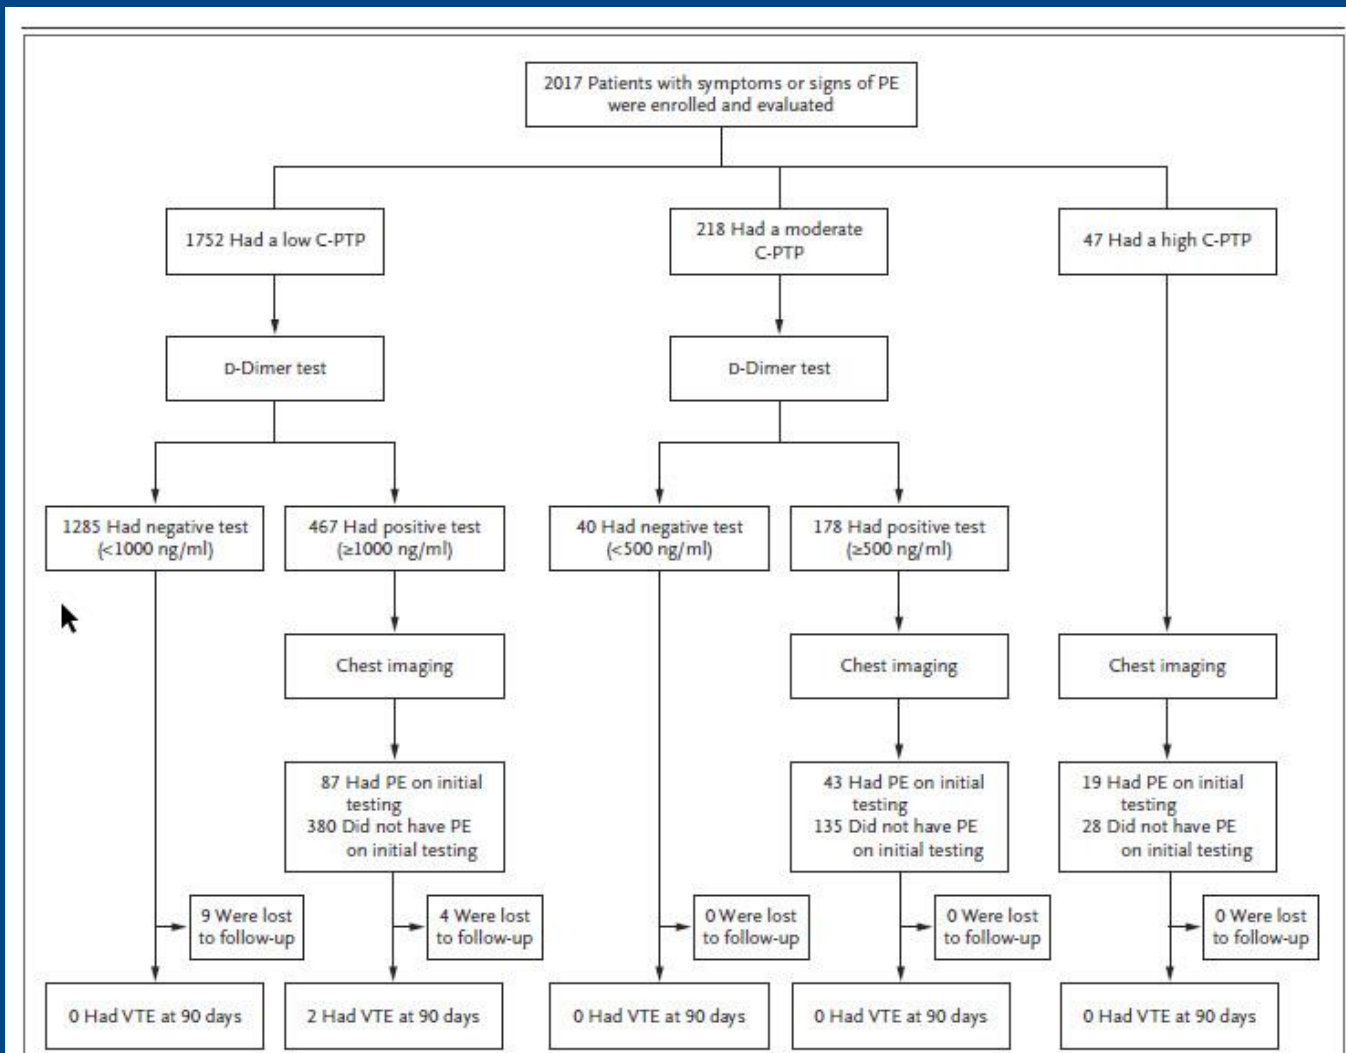 2017 Patients with symptoms or signs of PE
were enrolled and evaluated
1752 Had a low C-PTP
218 Had a moderate
C-PTP
47 Had a high C-PTP
D-Dimer test
D-Dimer test
1285 Had negative test
(<1000 ng/ml)
467 Had positive test
(≥1000 ng/ml)
40 Had negative test
(<500 ng/ml)
178 Had positive test
(≥500 ng/ml)
Chest imaging
Chest imaging
Chest imaging
87 Had PE on initial
testing
380 Did not have PE
on initial testing
43 Had PE on initial
testing
135 Did not have PE
on initial testing
19 Had PE on initial
testing
28 Did not have PE
on initial testing
9 Were lost
to follow-up
4 Were lost
to follow-up
0 Were lost
to follow-up
0 Were lost
to follow-up
0 Were lost
to follow-up
0 Had VTE at 90 days
2 Had VTE at 90 days
0 Had VTE at 90 days
0 Had VTE at 90 days
0 Had VTE at 90 days